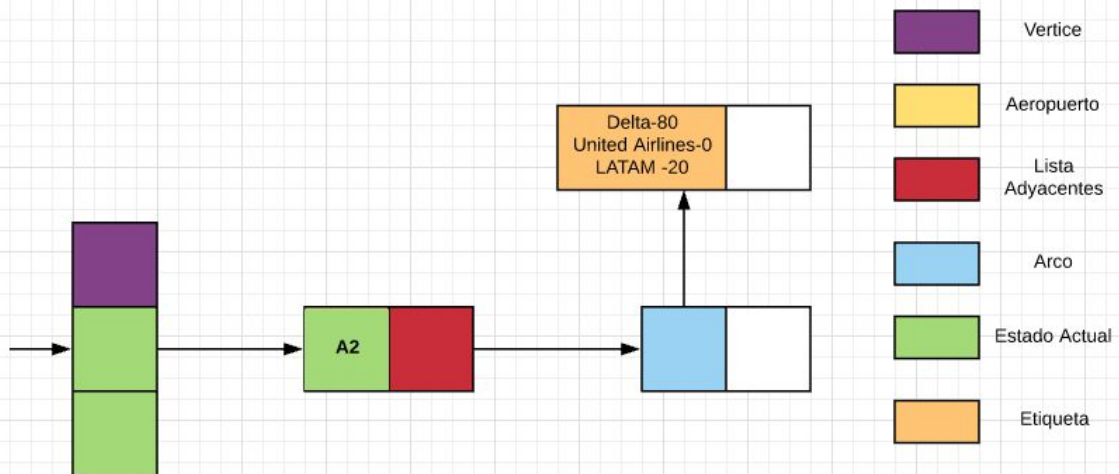 Vertice
Delta-80
United Airlines-0
LATAM -20
Aeropuerto
Lista
Adyacentes
Arco
A2
Estado Actual
Etiqueta